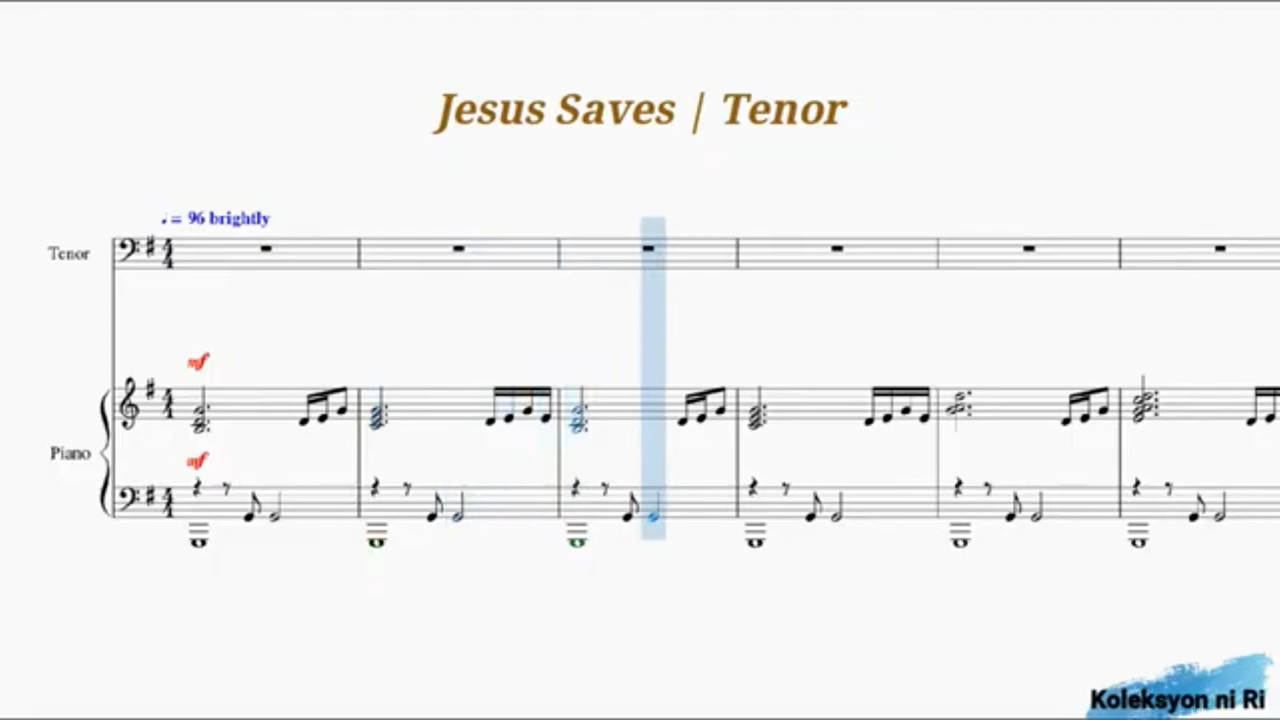 Jesus Saves | Tenor
♩ = 96 brightly
Tenor
mf
Piano
mf
Koleksyon ni Ri